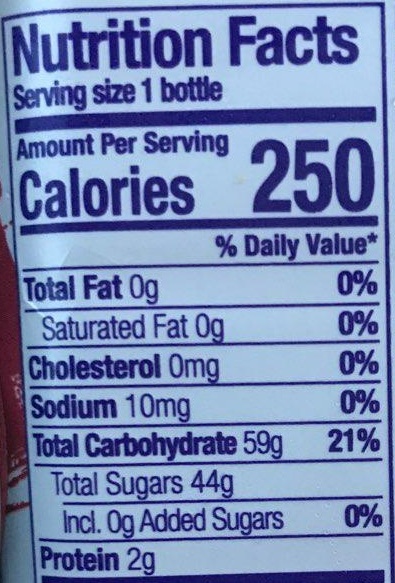 Nutrition Facts
Serving size 1 bottle
Amount Per Serving
Calories 250
% Daily Value*
Total Fat 0g 0%
Saturated Fat 0g 0%
Cholesterol 0mg 0%
Sodium 10mg 0%
Total Carbohydrate 59g 21%
Total Sugars 44g
Incl. 0g Added Sugars 0%
Protein 2g